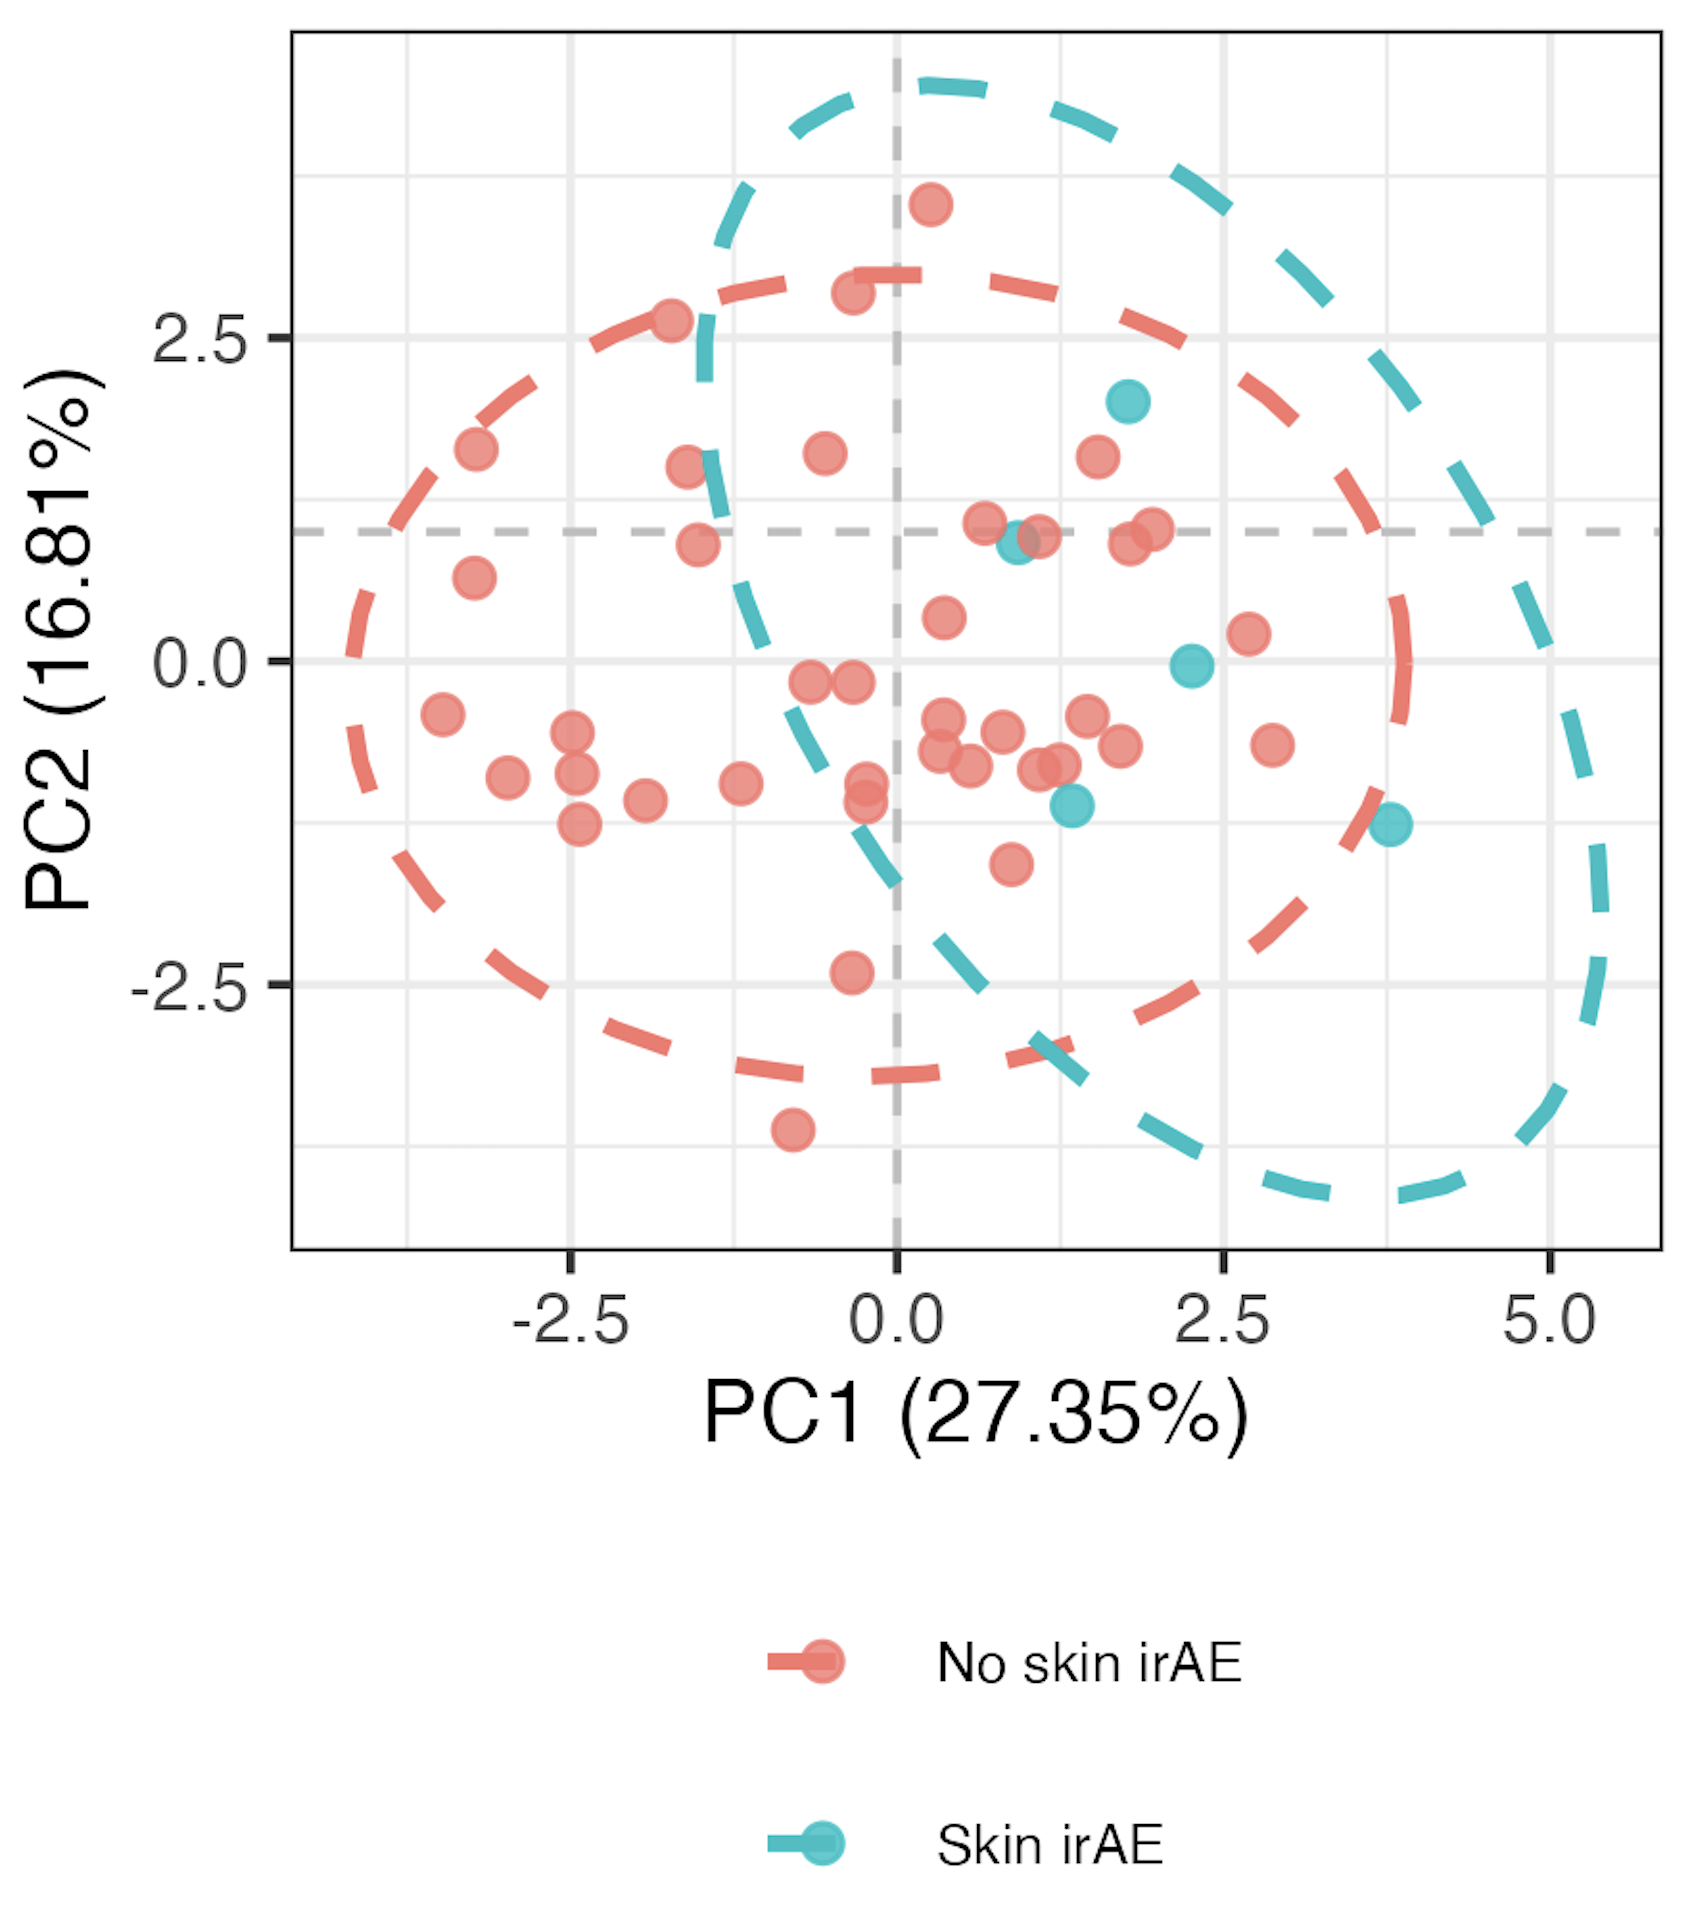 PC2 (16.81%)
2.5
0.0
-2.5
-2.5 0.0 2.5 5.0
PC1 (27.35%)
No skin irAE
Skin irAE